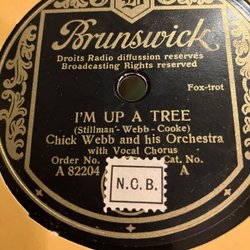 Brunswick
Droits Radio diffusion reservés
Broadcasting Rights reserved
Fox-trot
I'M UP A TREE
(Stillman - Webb - Cooke)
Chick Webb and his Orchestra
with Vocal Chorus
Order No. Cat. No.
A 82204 A
N.C.B.